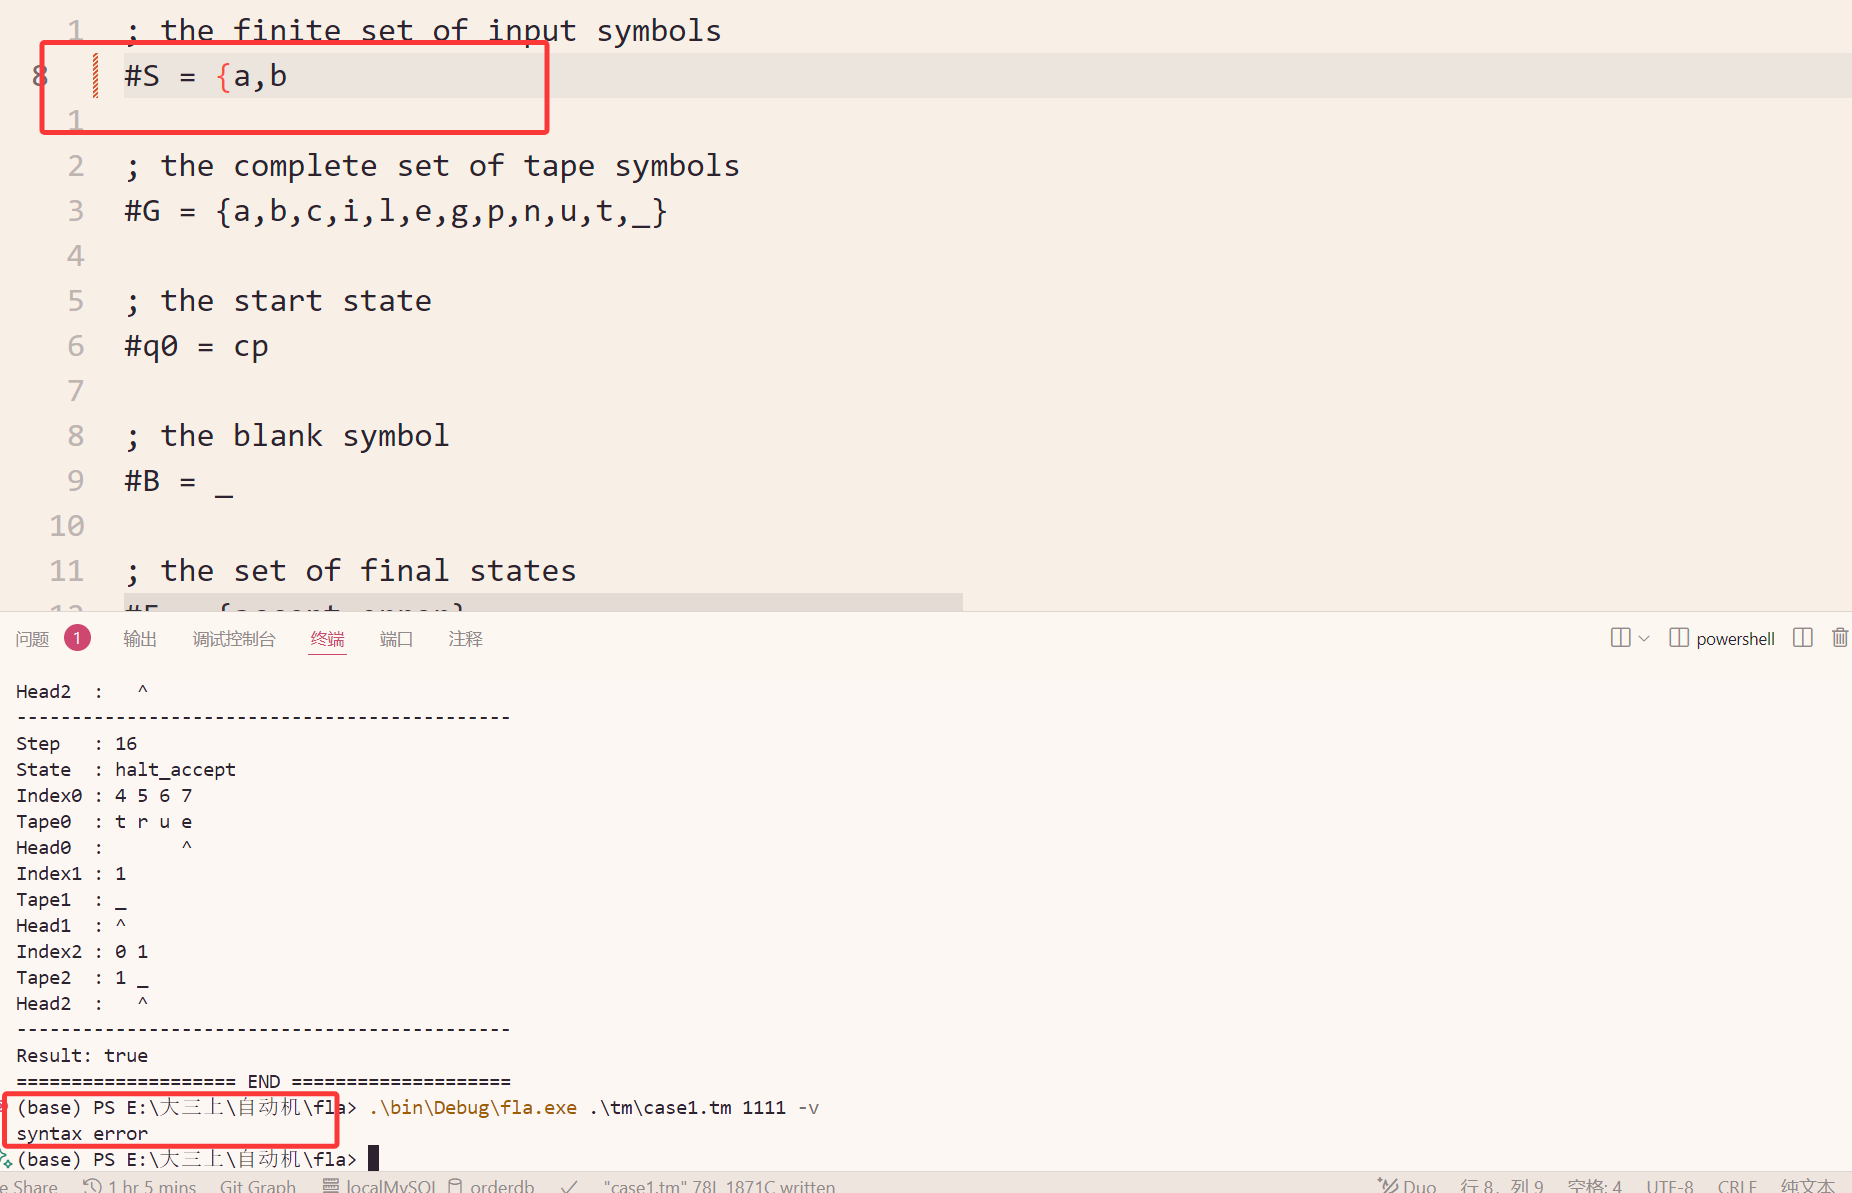 1 ; the finite set of input symbols
8 #S = {a,b
1
2 ; the complete set of tape symbols
3 #G = {a,b,c,i,l,e,g,p,n,u,t,_}
4
5 ; the start state
6 #q0 = cp
7
8 ; the blank symbol
9 #B = _
10
11 ; the set of final states
12 #F = {accept,error}
问题 1 输出 调试控制台 终端 端口 注释 powershell
Head2  :   ^
---------------------------------------------
Step   : 16
State  : halt_accept
Index0 : 4 5 6 7
Tape0  : t r u e
Head0  :       ^
Index1 : 1
Tape1  : _
Head1  : ^
Index2 : 0 1
Tape2  : 1 _
Head2  :   ^
---------------------------------------------
Result: true
==================== END ====================
(base) PS E:\大三上\自动机\fla> .\bin\Debug\fla.exe .\tm\case1.tm 1111 -v
syntax error
(base) PS E:\大三上\自动机\fla>
e Share 1 hr 5 mins Git Graph localMySQL orderdb "case1.tm" 78L 1871C written Duo 行 8，列 9 空格: 4 UTF-8 CRLF 纯文本